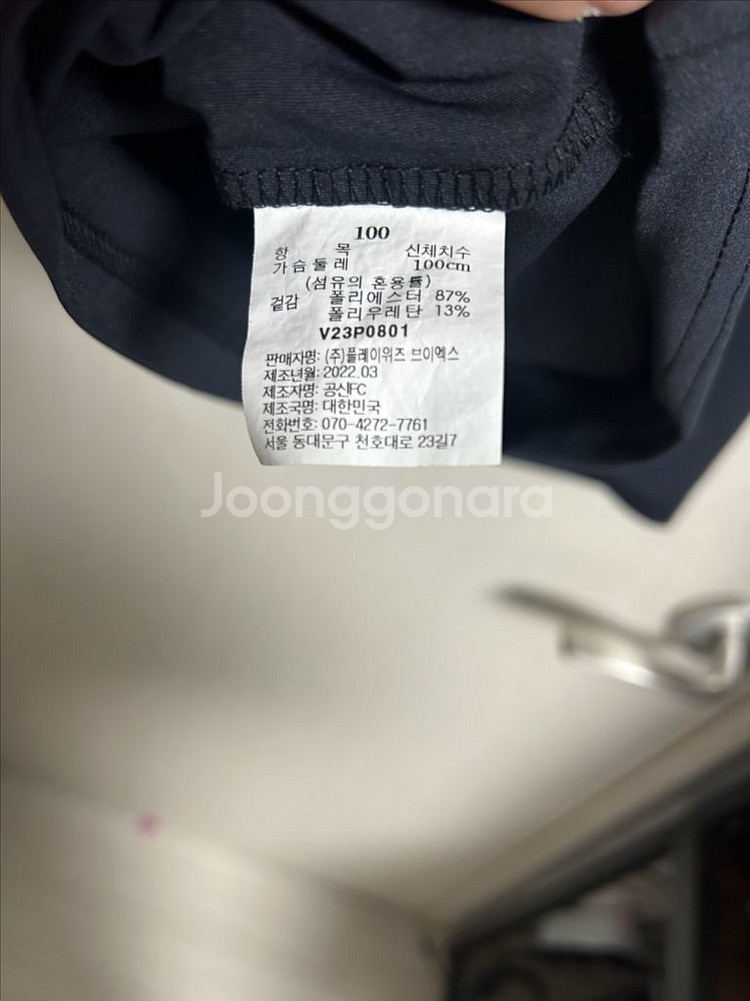 100
항 목 신체치수
가슴둘레 100cm
(섬유의 혼용률)
겉감 폴리에스터 87%
폴리우레탄 13%
V23P0801
판매자명: (주)플레이위즈 브이엑스
제조년월: 2022.03
제조자명: 공신FC
제조국명: 대한민국
전화번호: 070-4272-7761
서울 동대문구 천호대로 23길7
Joonggonara